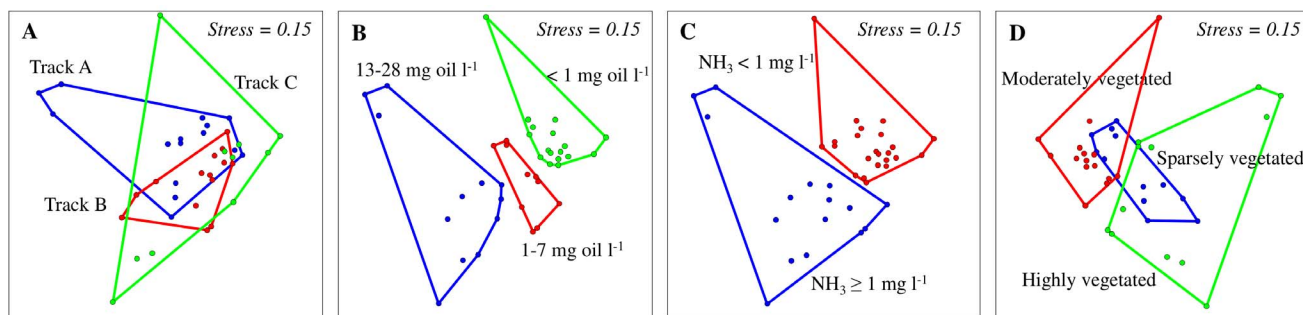 A
Stress = 0.15
Track A
Track C
Track B
B
Stress = 0.15
13-28 mg oil l⁻¹
< 1 mg oil l⁻¹
1-7 mg oil l⁻¹
C
Stress = 0.15
NH₃ < 1 mg l⁻¹
NH₃ ≥ 1 mg l⁻¹
D
Stress = 0.15
Moderately vegetated
Sparsely vegetated
Highly vegetated